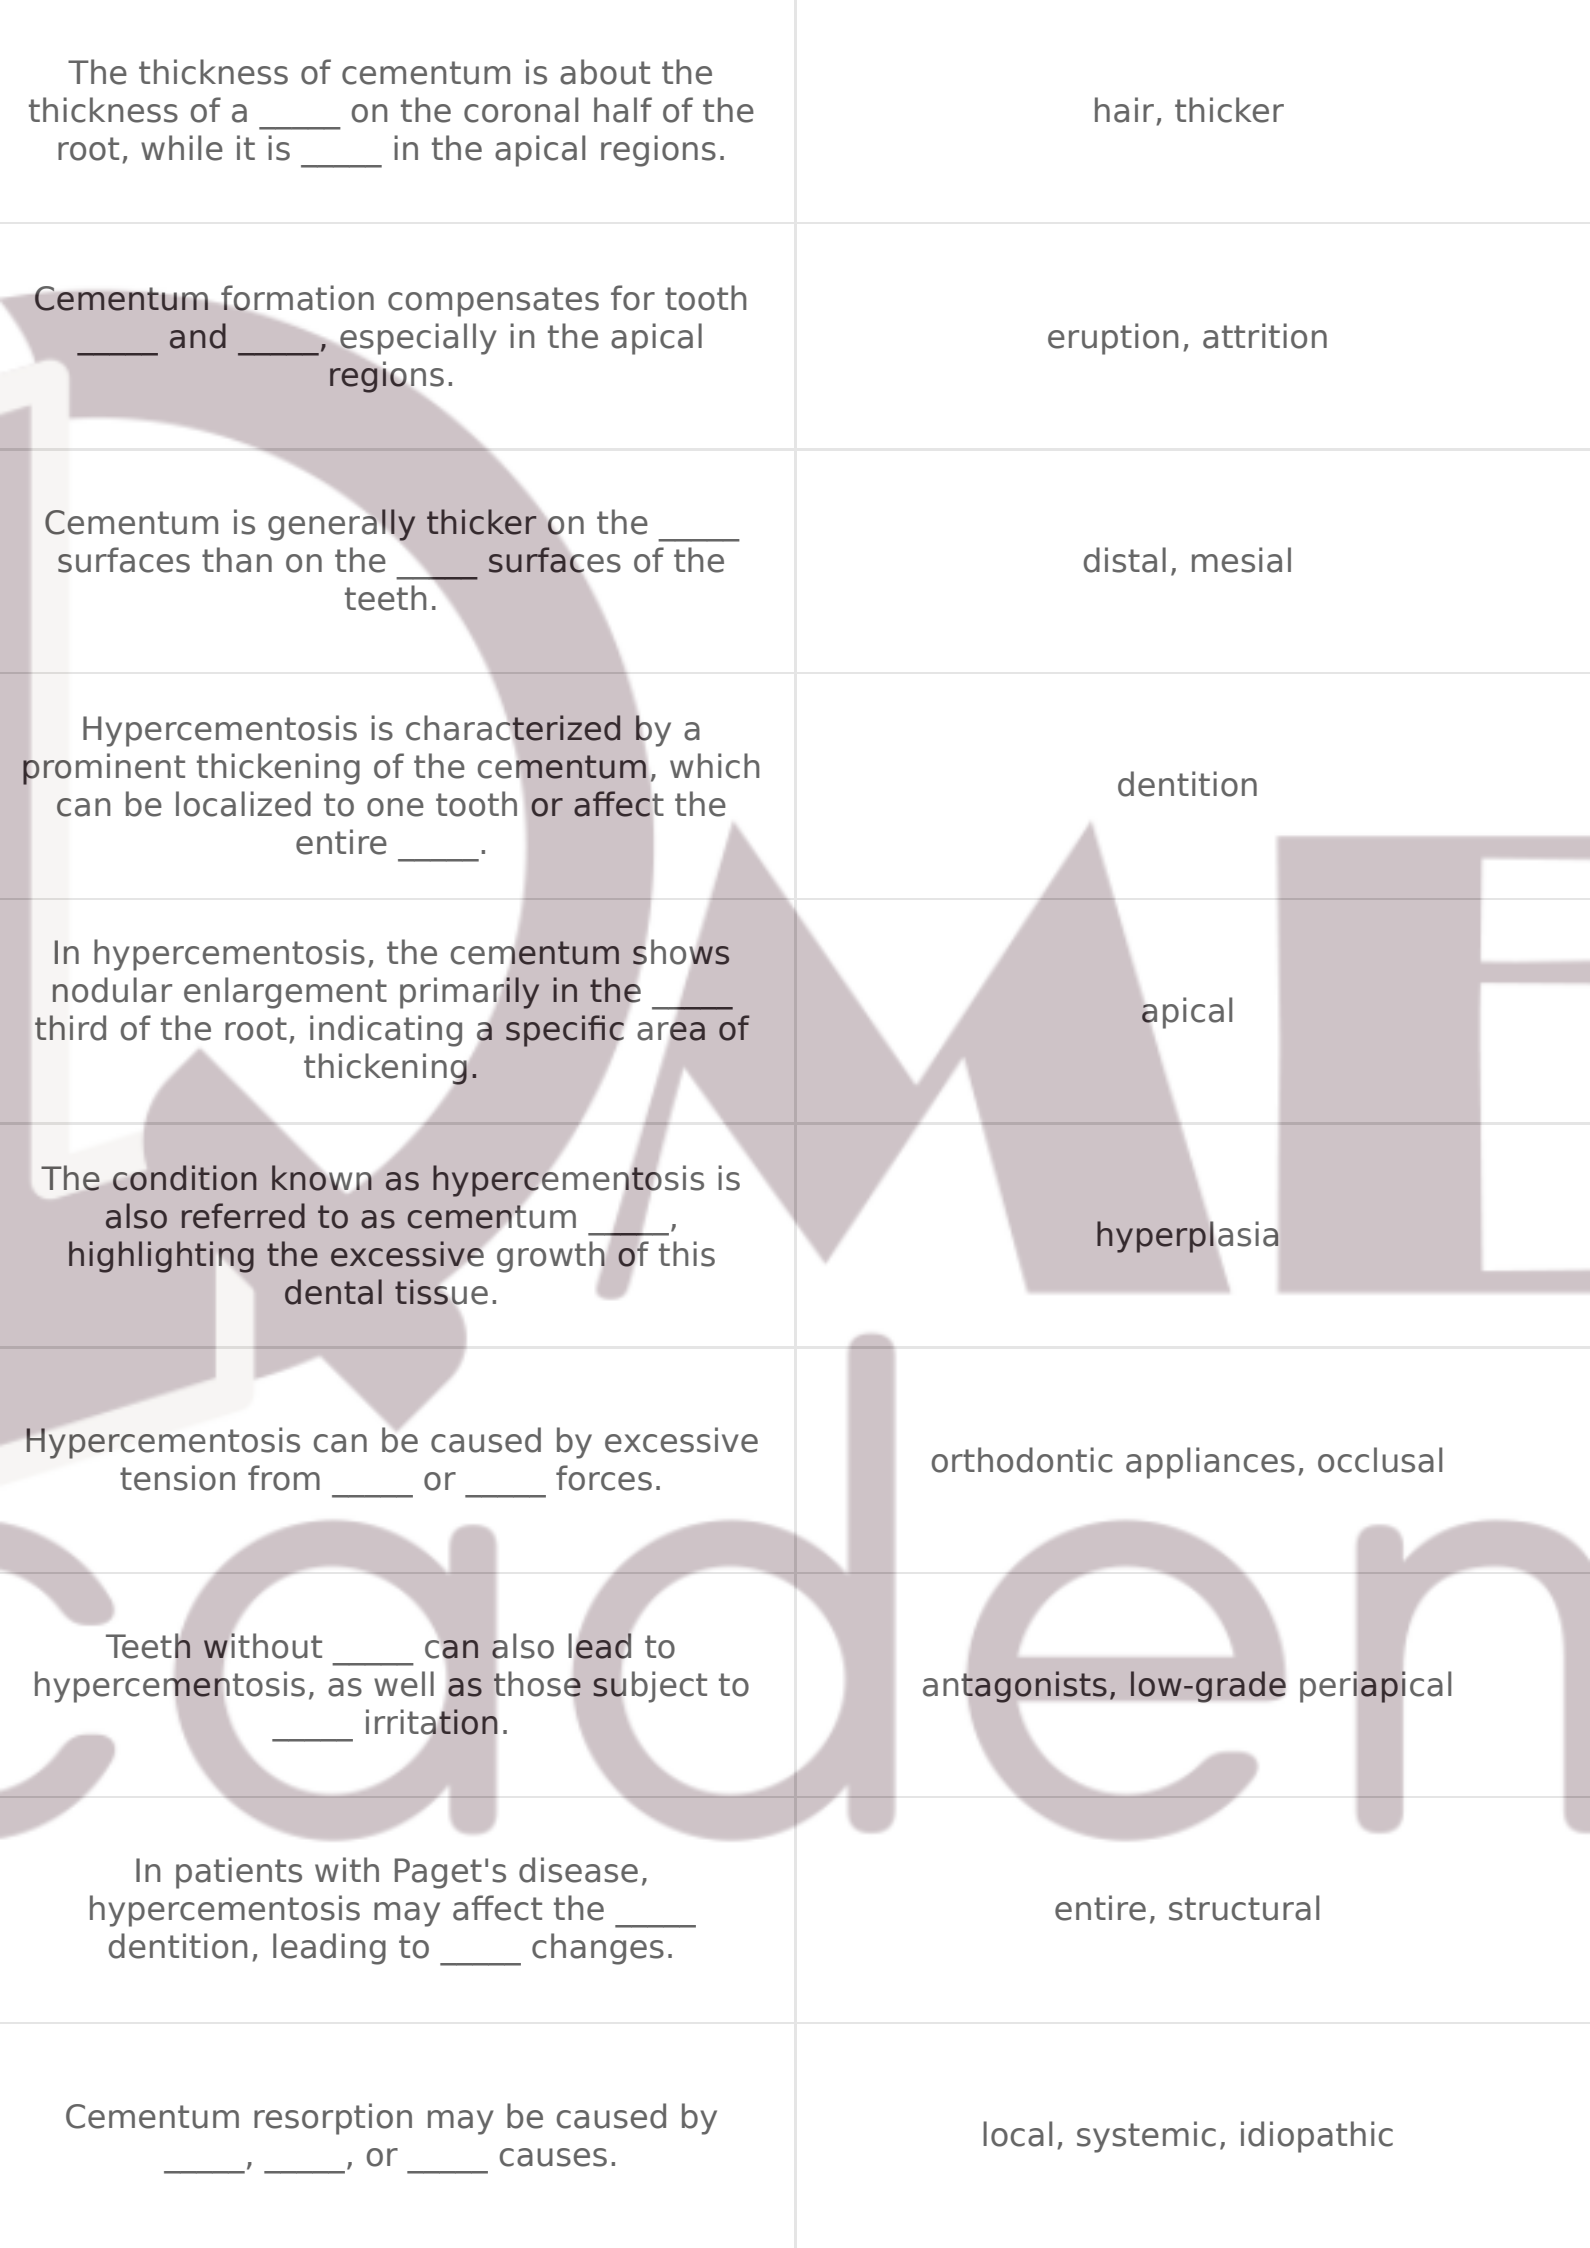 The thickness of cementum is about the
thickness of a _____ on the coronal half of the
root, while it is _____ in the apical regions.
hair, thicker
Cementum formation compensates for tooth
_____ and _____, especially in the apical
regions.
eruption, attrition
Cementum is generally thicker on the _____
surfaces than on the _____ surfaces of the
teeth.
distal, mesial
Hypercementosis is characterized by a
prominent thickening of the cementum, which
can be localized to one tooth or affect the
entire _____.
dentition
In hypercementosis, the cementum shows
nodular enlargement primarily in the _____
third of the root, indicating a specific area of
thickening.
apical
The condition known as hypercementosis is
also referred to as cementum _____,
highlighting the excessive growth of this
dental tissue.
hyperplasia
Hypercementosis can be caused by excessive
tension from _____ or _____ forces.
orthodontic appliances, occlusal
Teeth without _____ can also lead to
hypercementosis, as well as those subject to
_____ irritation.
antagonists, low-grade periapical
In patients with Paget's disease,
hypercementosis may affect the _____
dentition, leading to _____ changes.
entire, structural
Cementum resorption may be caused by
_____, _____, or _____ causes.
local, systemic, idiopathic
ME
caden